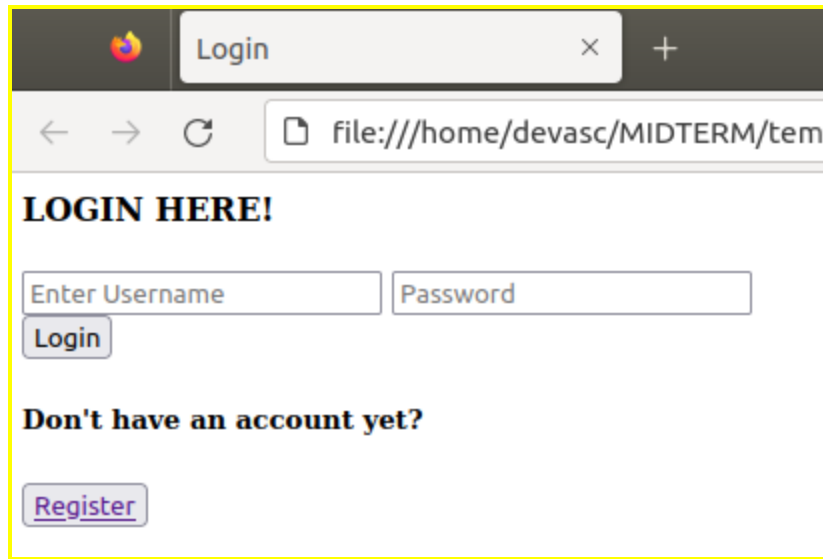 Login
file:///home/devasc/MIDTERM/tem
LOGIN HERE!
Enter Username Password
Login
Don't have an account yet?
Register